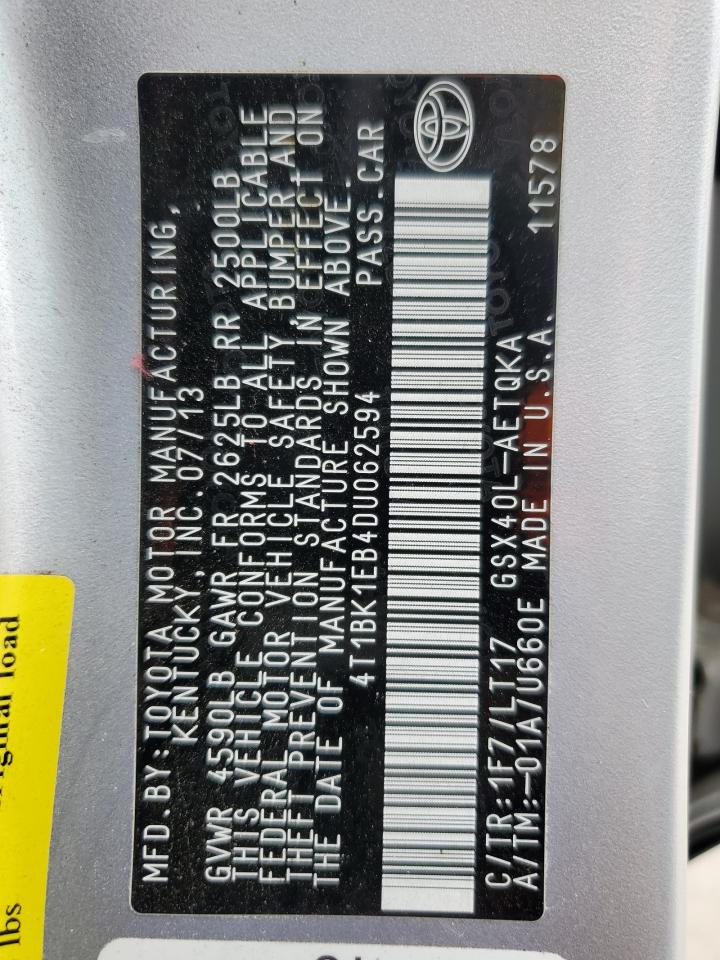 MFD.BY:TOYOTA MOTOR MANUFACTURING,
KENTUCKY, INC. 07/13
GVWR 4590LB GAWR FR 2625LB RR 2500LB
THIS VEHICLE CONFORMS TO ALL APPLICABLE
FEDERAL MOTOR VEHICLE SAFETY, BUMPER AND
THEFT PREVENTION STANDARDS IN EFFECT ON
THE DATE OF MANUFACTURE SHOWN ABOVE.
4T1BK1EB4DU062594 PASS CAR
C/TR:1F7/LT17 GSX40L-AETQKA
A/TM:-01A/U660E MADE IN U.S.A. 11578
load
lbs